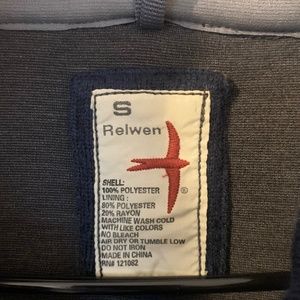 S
Relwen
®
SHELL:
100% POLYESTER
LINING:
80% POLYESTER
20% RAYON
MACHINE WASH COLD
WITH LIKE COLORS
NO BLEACH
AIR DRY OR TUMBLE LOW
DO NOT IRON
MADE IN CHINA
RN# 121082